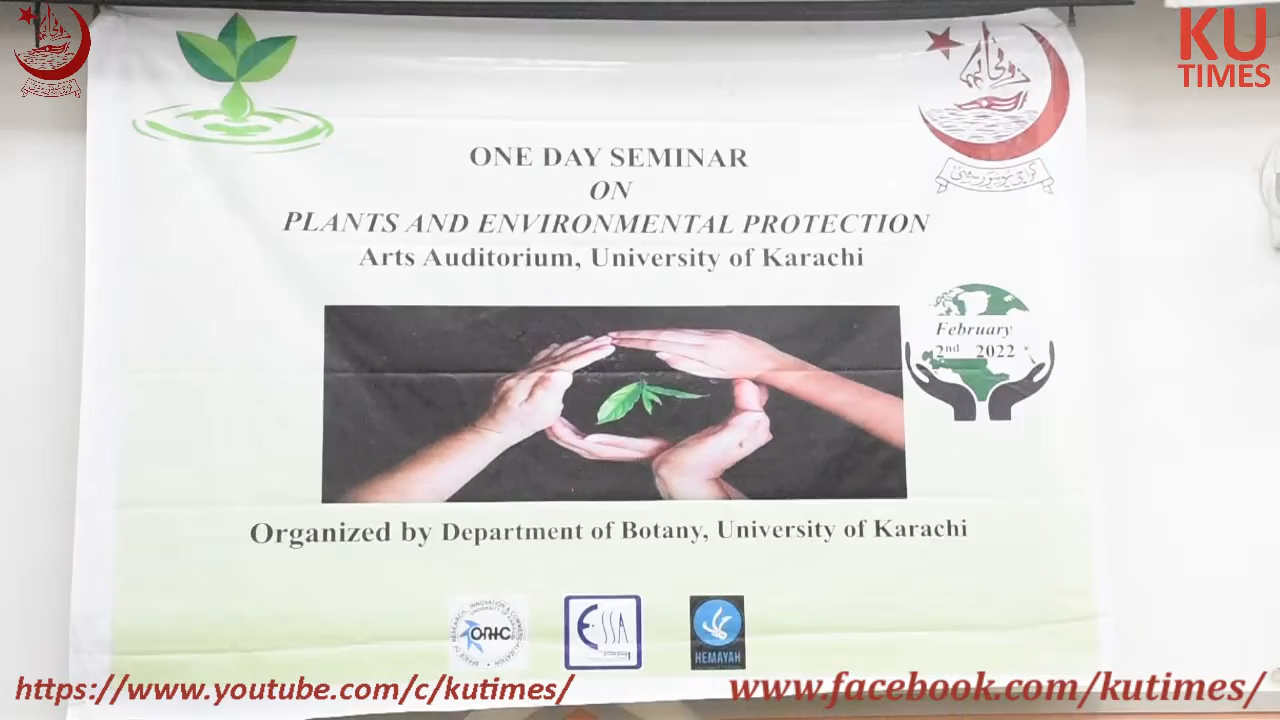 KU
TIMES
ONE DAY SEMINAR
ON
PLANTS AND ENVIRONMENTAL PROTECTION
Arts Auditorium, University of Karachi
February
2nd 2022
Organized by Department of Botany, University of Karachi
ORIC
ESSA
HEMAYAH
https://www.youtube.com/c/kutimes/
www.facebook.com/kutimes/